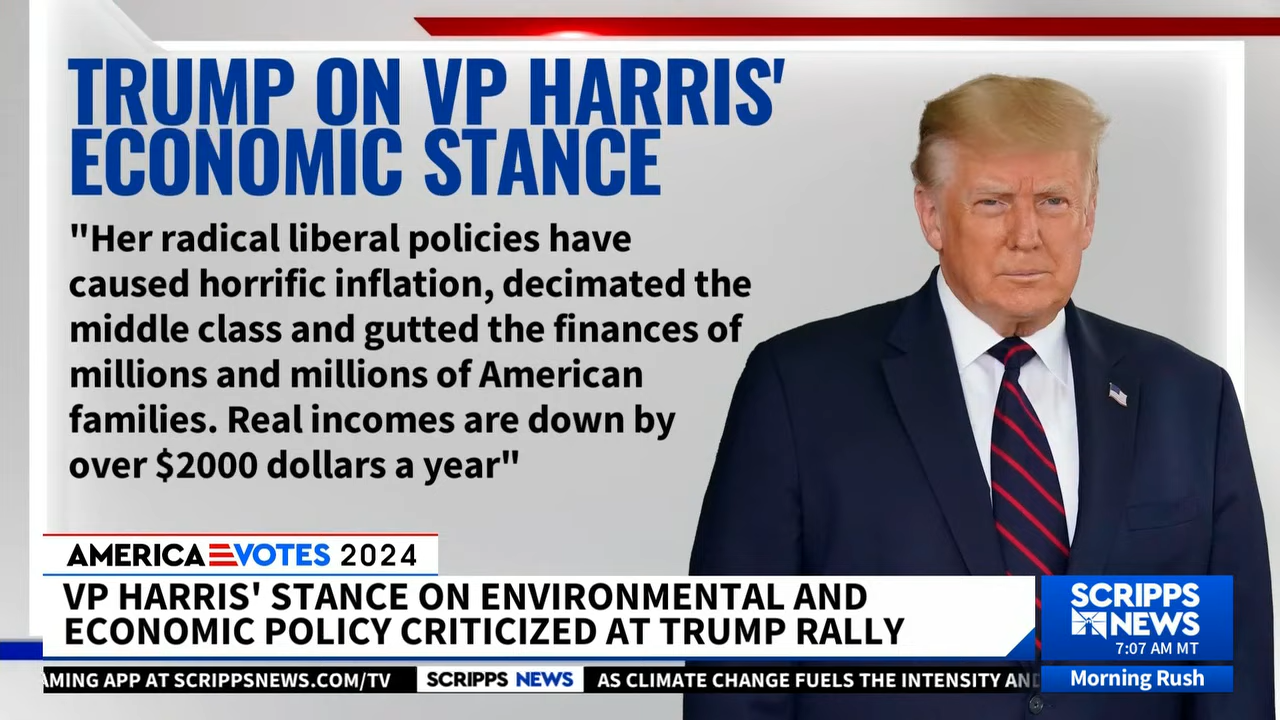 TRUMP ON VP HARRIS'
ECONOMIC STANCE
"Her radical liberal policies have
caused horrific inflation, decimated the
middle class and gutted the finances of
millions and millions of American
families. Real incomes are down by
over $2000 dollars a year"
AMERICA VOTES 2024
VP HARRIS' STANCE ON ENVIRONMENTAL AND
ECONOMIC POLICY CRITICIZED AT TRUMP RALLY
SCRIPPS
NEWS
7:07 AM MT
AMING APP AT SCRIPPSNEWS.COM/TV SCRIPPS NEWS AS CLIMATE CHANGE FUELS THE INTENSITY AND
Morning Rush